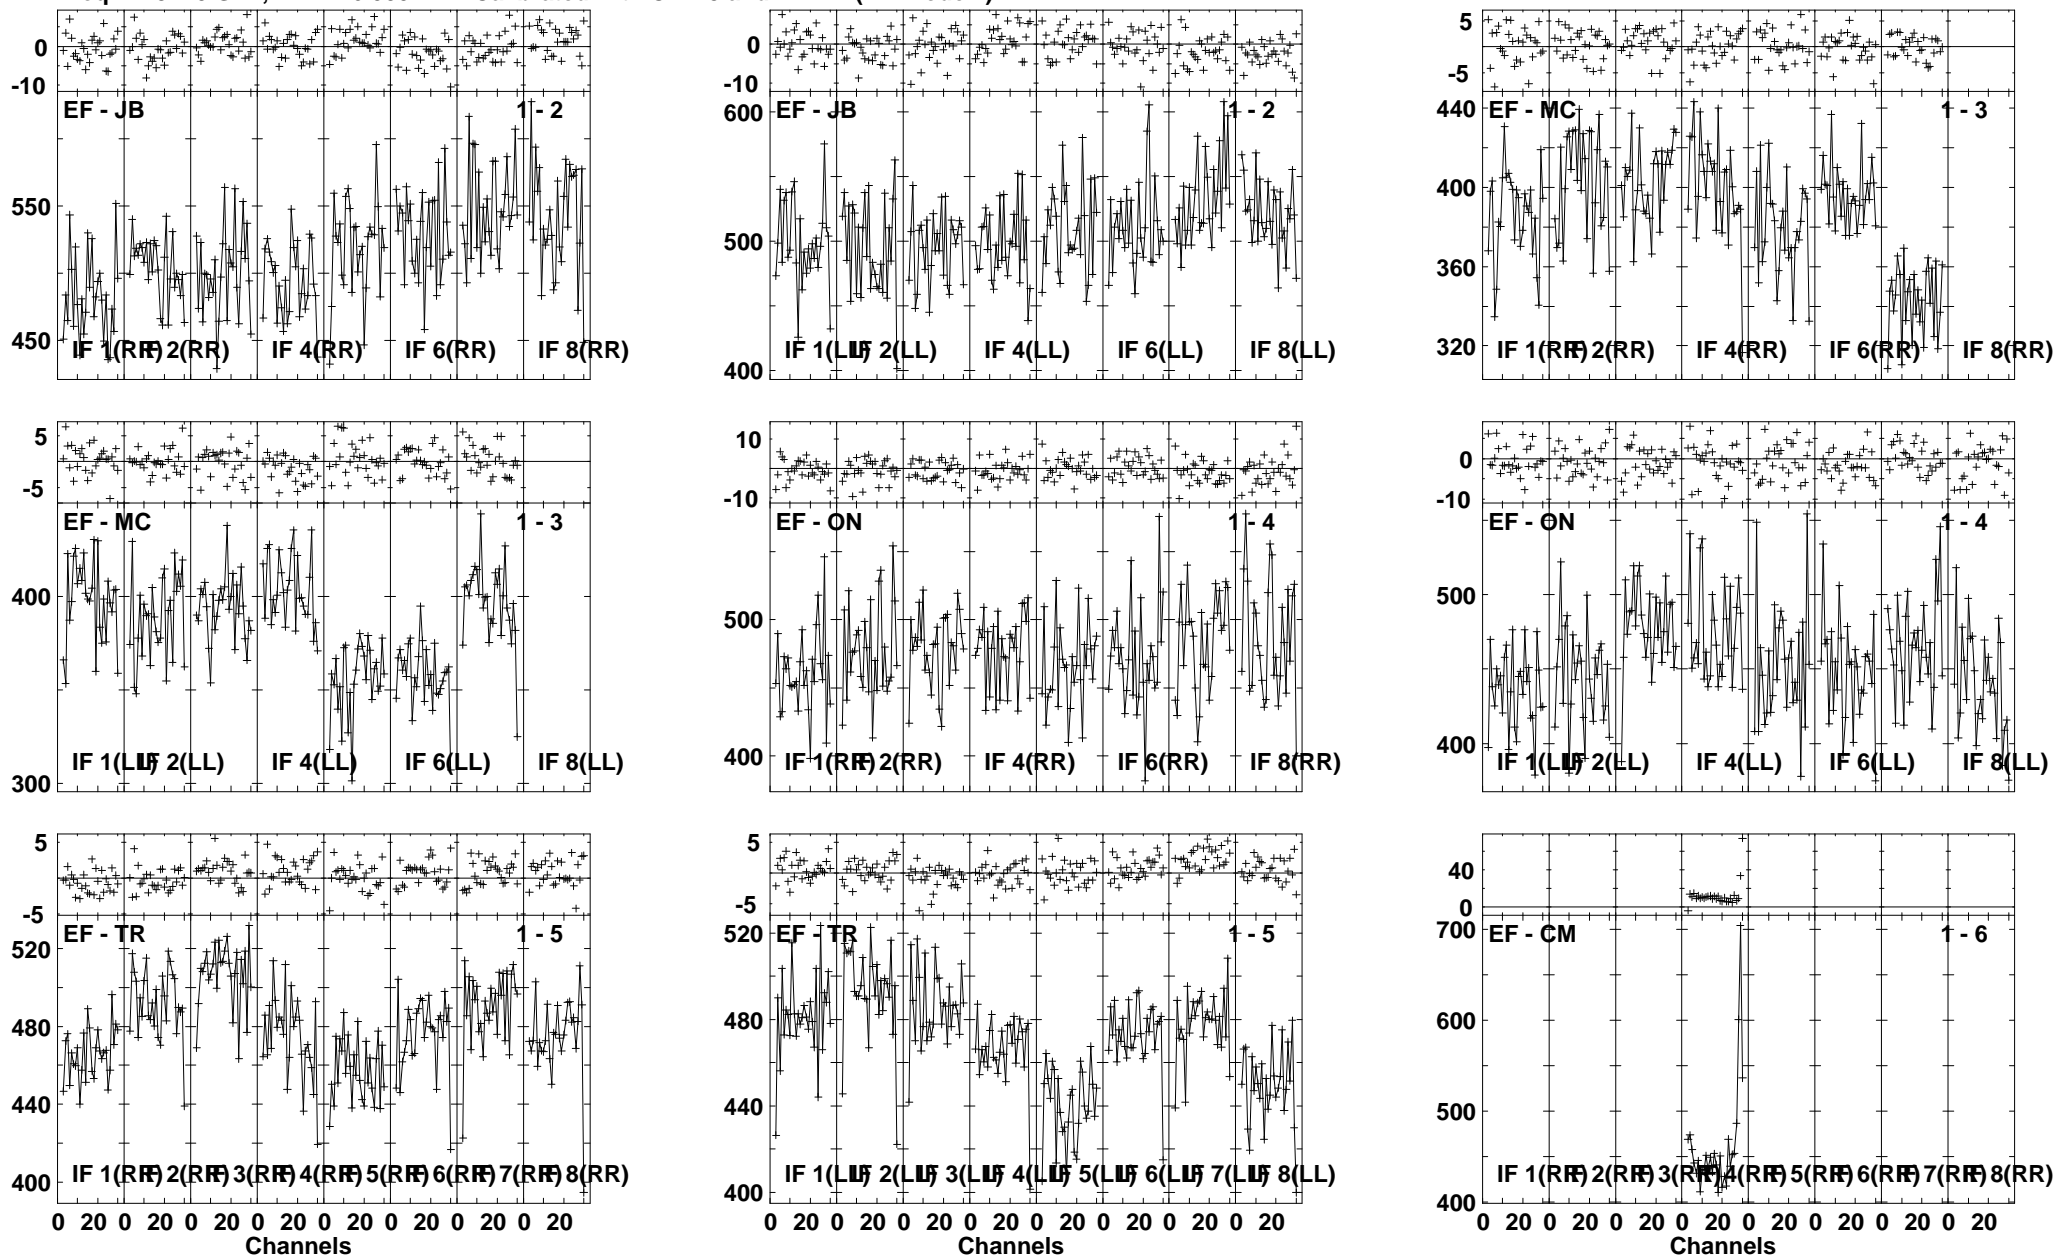 0
-10
0
-10
5
-5
EF - JB
1 - 2
550
450
IF 1(RR)
IF 2(RR)
IF 4(RR)
IF 6(RR)
IF 8(RR)
EF - JB
1 - 2
600
500
400
IF 1(LL)
IF 2(LL)
IF 4(LL)
IF 6(LL)
IF 8(LL)
EF - MC
1 - 3
440
400
360
320
IF 1(RR)
IF 2(RR)
IF 4(RR)
IF 6(RR)
IF 8(RR)
5
-5
10
-10
0
-10
EF - MC
1 - 3
400
300
IF 1(LL)
IF 2(LL)
IF 4(LL)
IF 6(LL)
IF 8(LL)
EF - ON
1 - 4
500
400
IF 1(RR)
IF 2(RR)
IF 4(RR)
IF 6(RR)
IF 8(RR)
EF - ON
1 - 4
500
400
IF 1(LL)
IF 2(LL)
IF 4(LL)
IF 6(LL)
IF 8(LL)
5
-5
5
-5
40
0
EF - TR
1 - 5
520
480
440
400
IF 1(RR)
IF 2(RR)
IF 3(RR)
IF 4(RR)
IF 5(RR)
IF 6(RR)
IF 7(RR)
IF 8(RR)
EF - TR
1 - 5
520
480
440
400
IF 1(LL)
IF 2(LL)
IF 3(LL)
IF 4(LL)
IF 5(LL)
IF 6(LL)
IF 7(LL)
IF 8(LL)
EF - CM
1 - 6
700
600
500
400
IF 1(RR)
IF 2(RR)
IF 3(RR)
IF 4(RR)
IF 5(RR)
IF 6(RR)
IF 7(RR)
IF 8(RR)
0 20 0 20 0 20 0 20 0 20 0 20 0 20 0 20
Channels
0 20 0 20 0 20 0 20 0 20 0 20 0 20 0 20
Channels
0 20 0 20 0 20 0 20 0 20 0 20 0 20 0 20
Channels